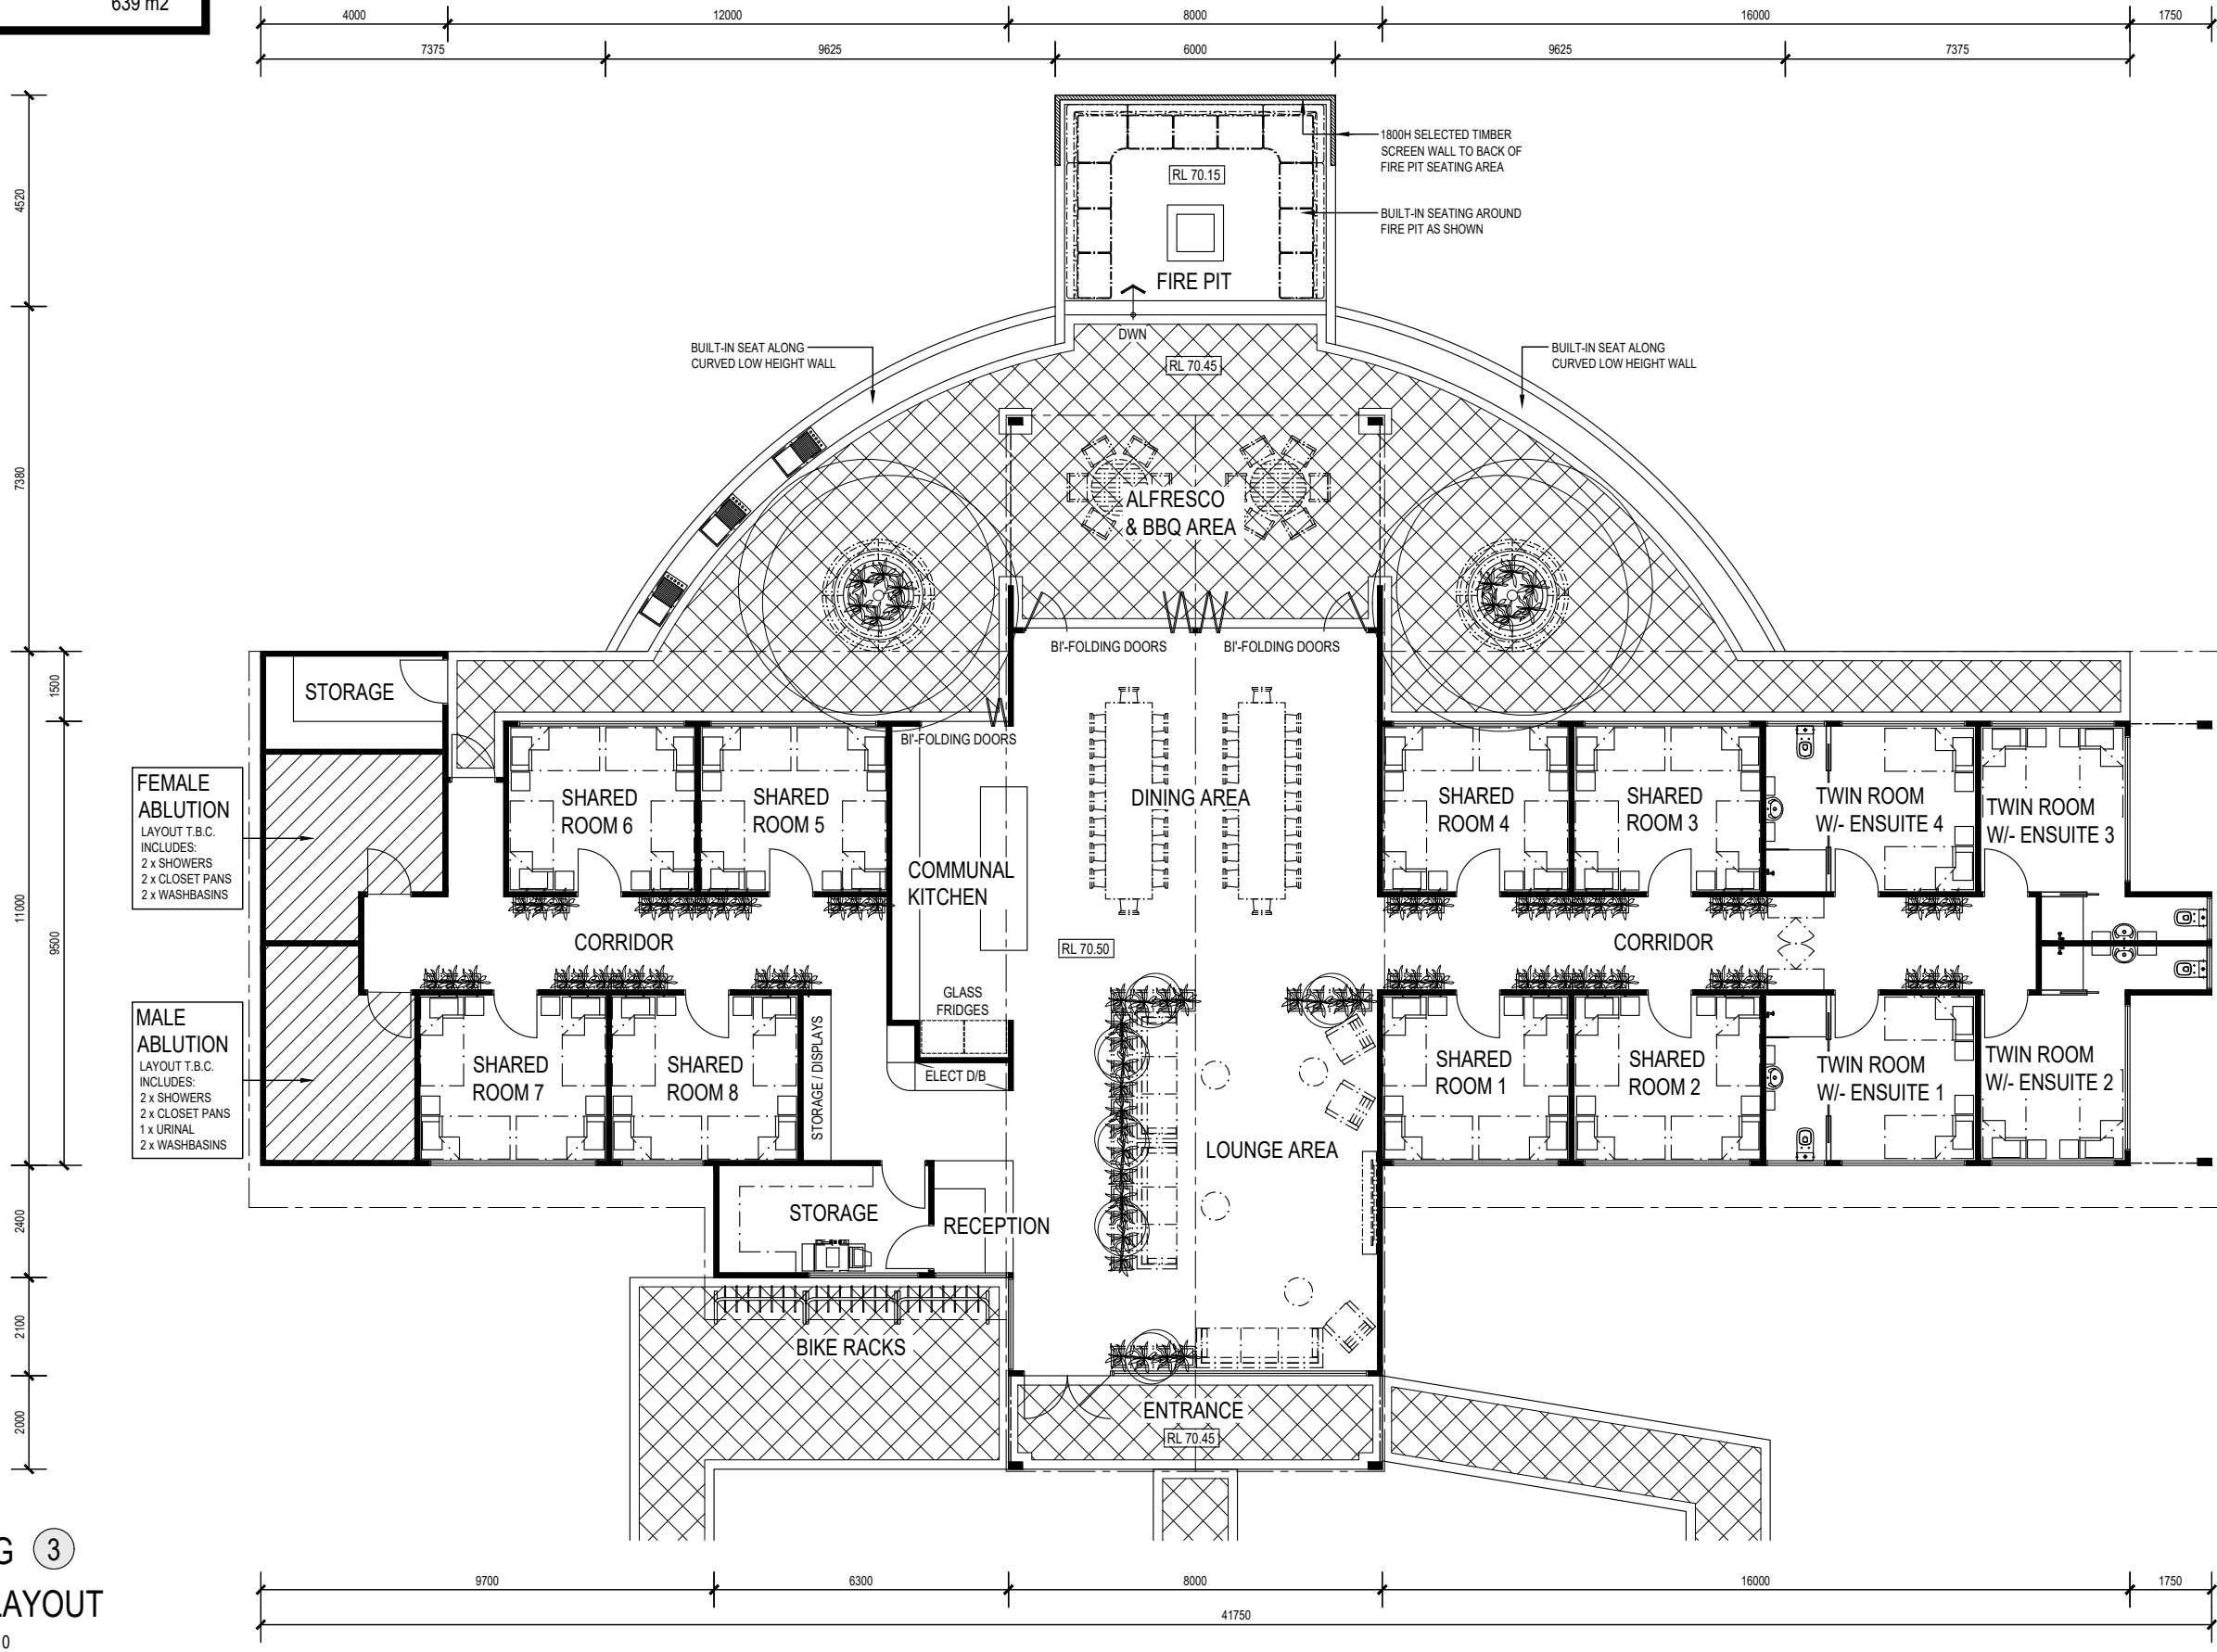 639 m2
4000
12000
8000
16000
1750
7375
9625
6000
9625
7375
4520
7380
11000
1500
9500
2400
2100
2000
1800H SELECTED TIMBER
SCREEN WALL TO BACK OF
FIRE PIT SEATING AREA
RL 70.15
BUILT-IN SEATING AROUND
FIRE PIT AS SHOWN
FIRE PIT
DWN
RL 70.45
BUILT-IN SEAT ALONG
CURVED LOW HEIGHT WALL
BUILT-IN SEAT ALONG
CURVED LOW HEIGHT WALL
ALFRESCO
& BBQ AREA
BI'-FOLDING DOORS
BI'-FOLDING DOORS
STORAGE
BI'-FOLDING DOORS
FEMALE
ABLUTION
LAYOUT T.B.C.
INCLUDES:
2 x SHOWERS
2 x CLOSET PANS
2 x WASHBASINS
SHARED
ROOM 6
SHARED
ROOM 5
COMMUNAL
KITCHEN
DINING AREA
SHARED
ROOM 4
SHARED
ROOM 3
TWIN ROOM
W/- ENSUITE 4
TWIN ROOM
W/- ENSUITE 3
CORRIDOR
RL 70.50
CORRIDOR
GLASS
FRIDGES
MALE
ABLUTION
LAYOUT T.B.C.
INCLUDES:
2 x SHOWERS
2 x CLOSET PANS
1 x URINAL
2 x WASHBASINS
SHARED
ROOM 7
SHARED
ROOM 8
STORAGE / DISPLAYS
ELECT D/B
LOUNGE AREA
SHARED
ROOM 1
SHARED
ROOM 2
TWIN ROOM
W/- ENSUITE 1
TWIN ROOM
W/- ENSUITE 2
STORAGE
RECEPTION
BIKE RACKS
ENTRANCE
RL 70.45
G 3
LAYOUT
0
9700
6300
8000
16000
1750
41750